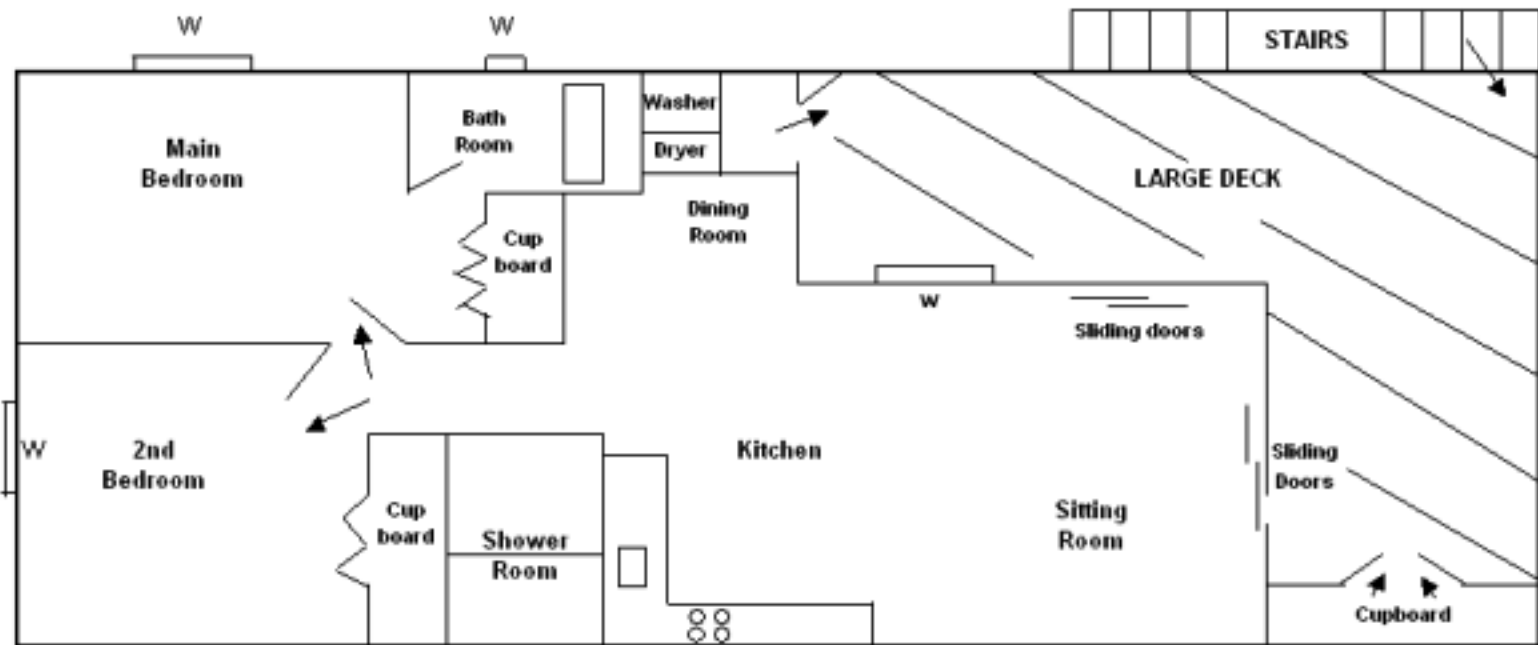 W
W
STAIRS
Main
Bedroom
Bath
Room
Washer
Dryer
LARGE DECK
Dining
Room
Cup
board
W
Sliding doors
W
2nd
Bedroom
Cup
board
Shower
Room
Kitchen
Sitting
Room
Sliding
Doors
Cupboard